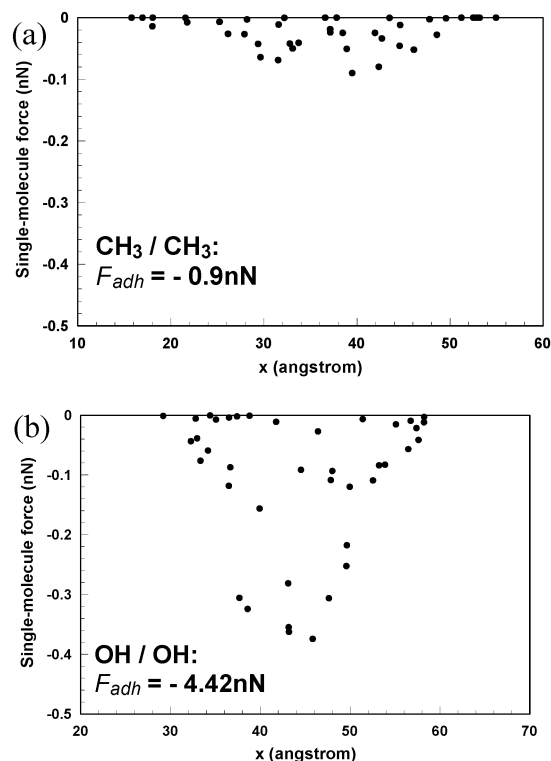 (a)
0
-0.1
-0.2
-0.3
-0.4
-0.5
Single-molecule force (nN)
CH3 / CH3:
Fadh = - 0.9nN
10 20 30 40 50 60
x (angstrom)
(b)
0
-0.1
-0.2
-0.3
-0.4
-0.5
Single-molecule force (nN)
OH / OH:
Fadh = - 4.42nN
20 30 40 50 60 70
x (angstrom)